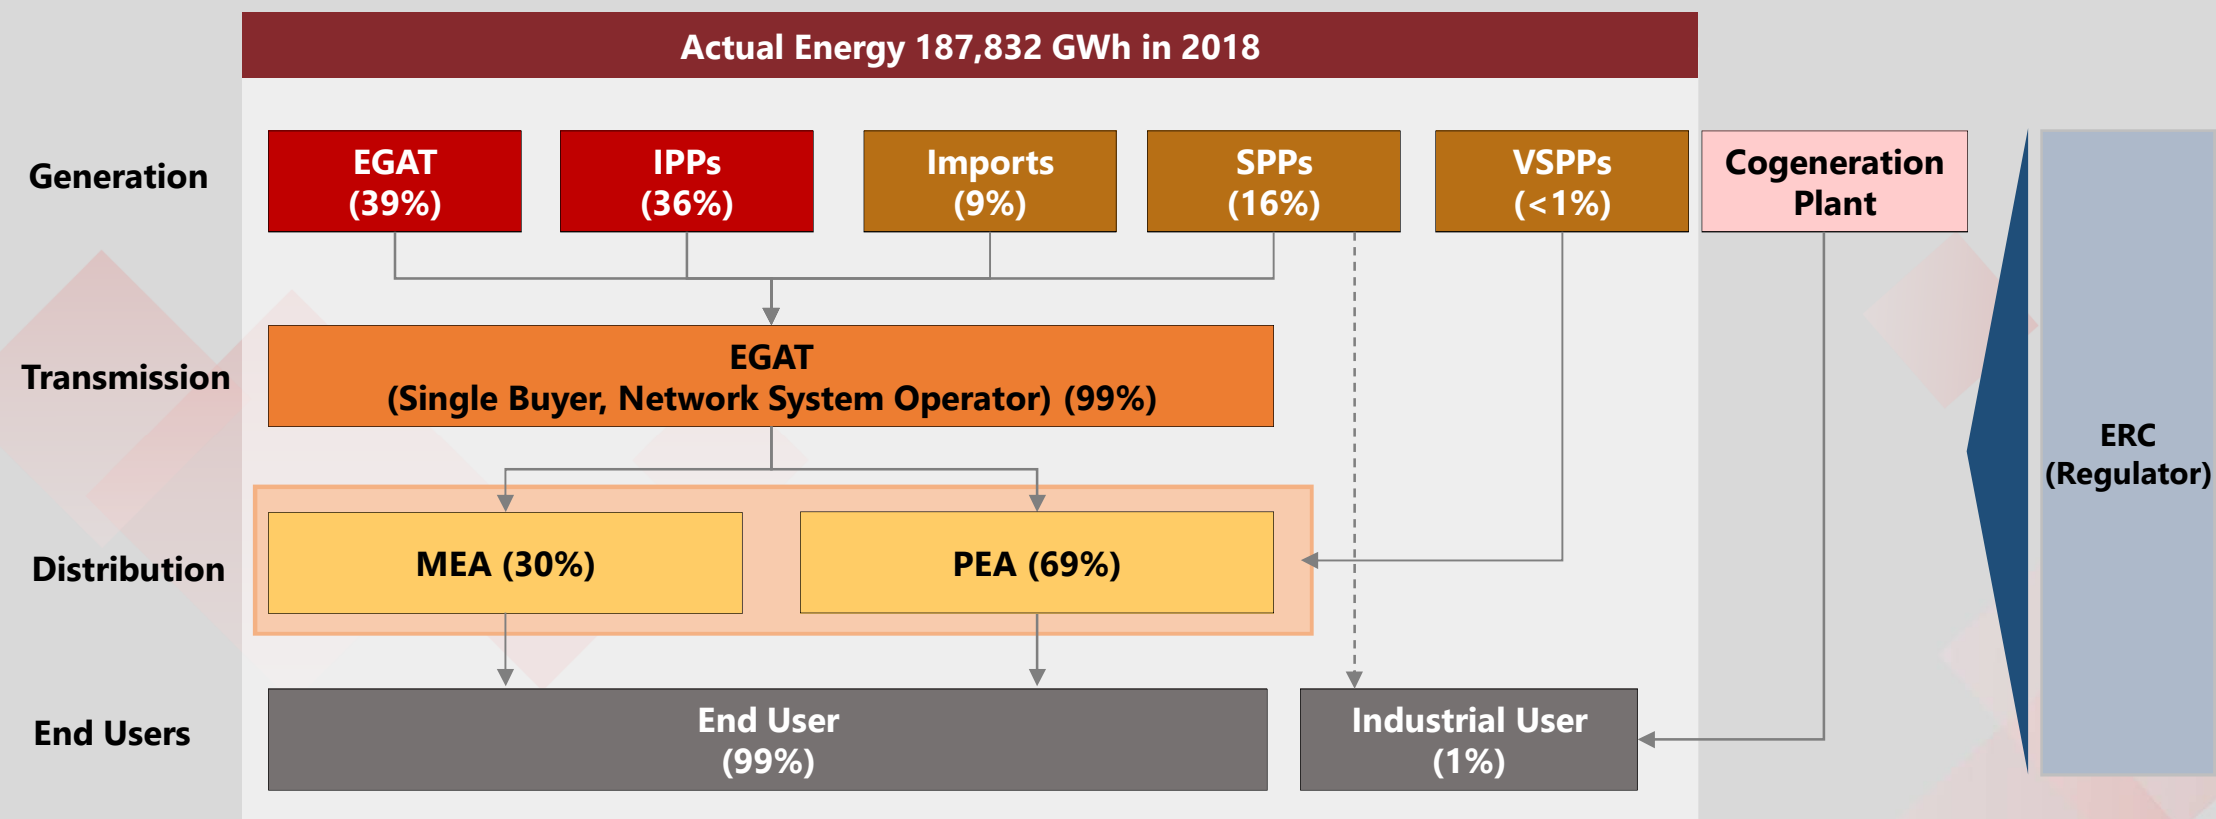 Actual Energy 187,832 GWh in 2018
Generation
EGAT
(39%)
IPPs
(36%)
Imports
(9%)
SPPs
(16%)
VSPPs
(<1%)
Cogeneration
Plant
Transmission
EGAT
(Single Buyer, Network System Operator) (99%)
ERC
(Regulator)
Distribution
MEA (30%)
PEA (69%)
End Users
End User
(99%)
Industrial User
(1%)